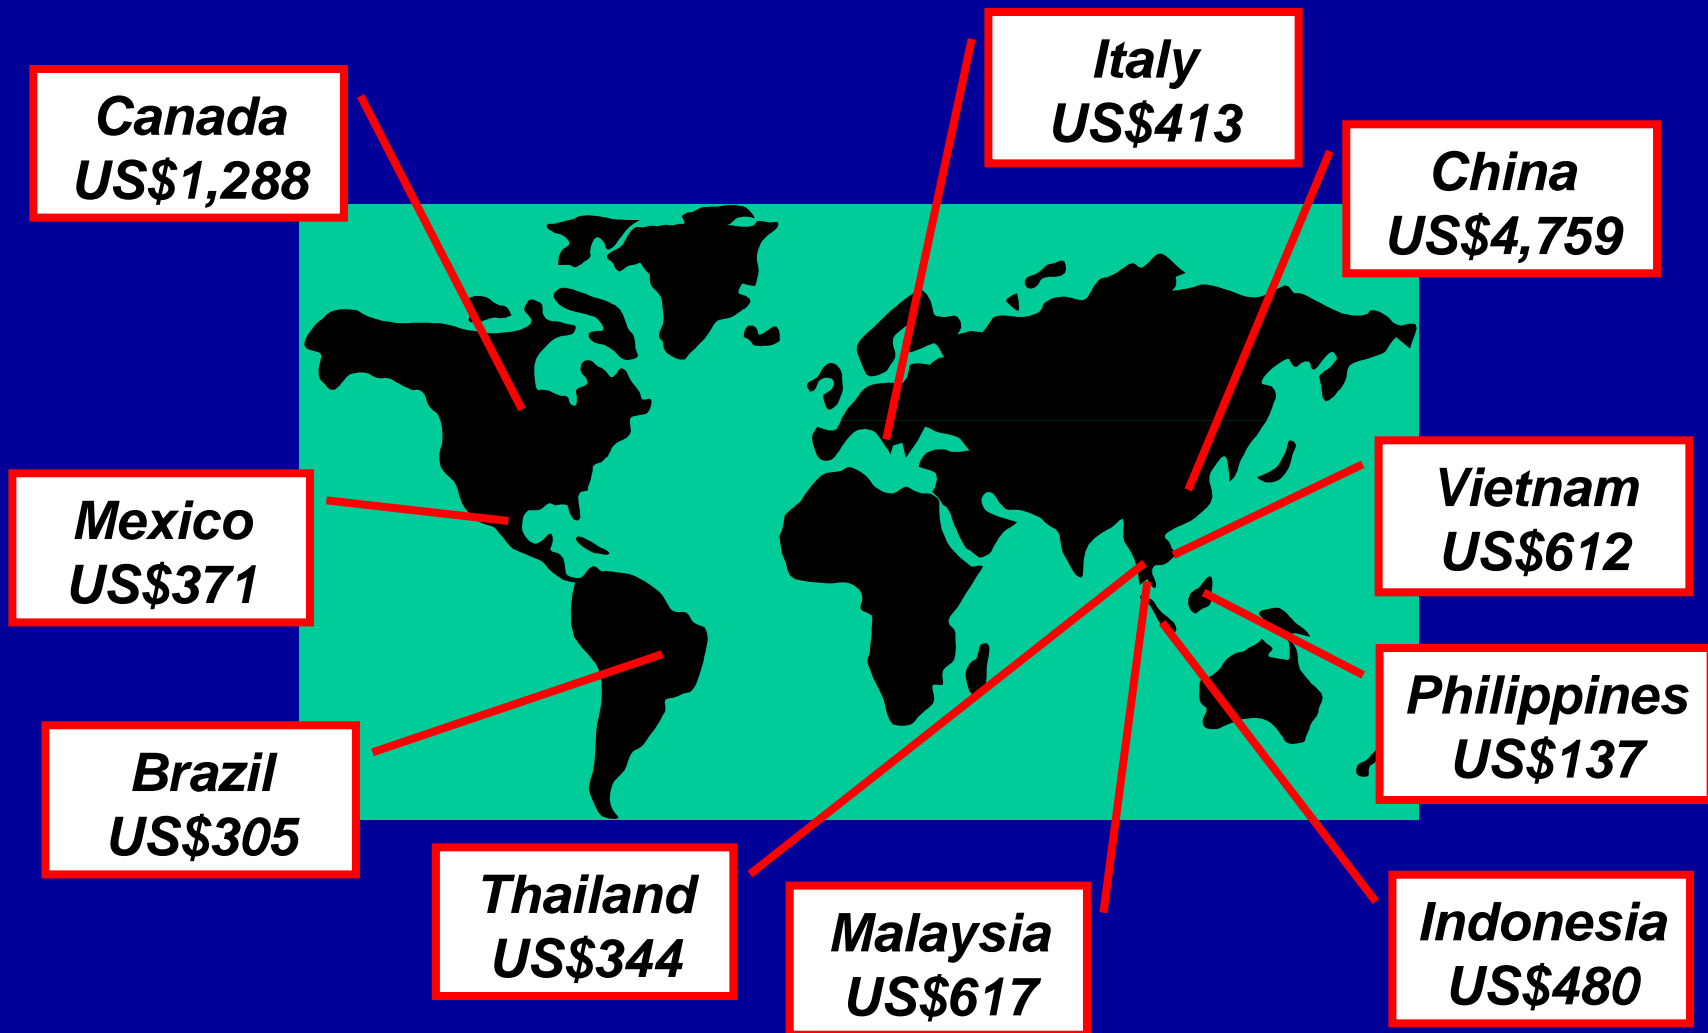 Italy
US$413
Canada
US$1,288
China
US$4,759
Mexico
US$371
Vietnam
US$612
Philippines
US$137
Brazil
US$305
Thailand
US$344
Malaysia
US$617
Indonesia
US$480